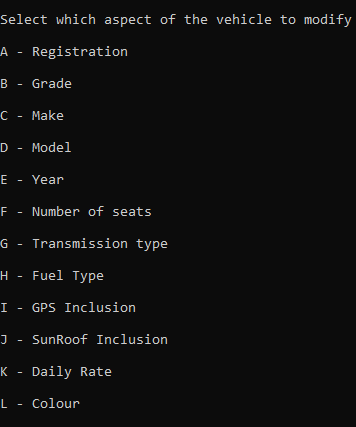 Select which aspect of the vehicle to modify
A - Registration
B - Grade
C - Make
D - Model
E - Year
F - Number of seats
G - Transmission type
H - Fuel Type
I - GPS Inclusion
J - SunRoof Inclusion
K - Daily Rate
L - Colour